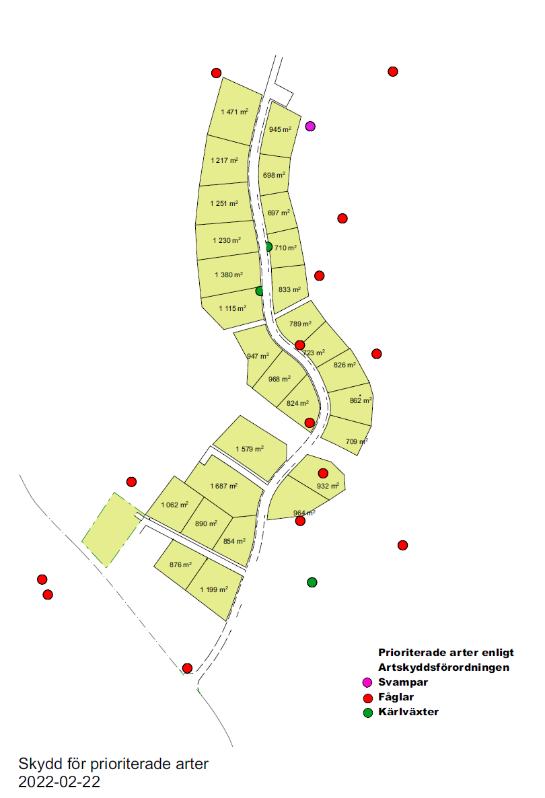 1 471 m²
945 m²
1 217 m²
698 m²
1 251 m²
697 m²
1 230 m²
710 m²
1 380 m²
833 m²
1 115 m²
789 m²
947 m²
723 m²
826 m²
968 m²
824 m²
862 m²
709 m²
1 579 m²
1 687 m²
932 m²
1 062 m²
964 m²
890 m²
854 m²
876 m²
1 199 m²
Prioriterade arter enligt
Artskyddsförordningen
Svampar
Fåglar
Kärlväxter
Skydd för prioriterade arter
2022-02-22